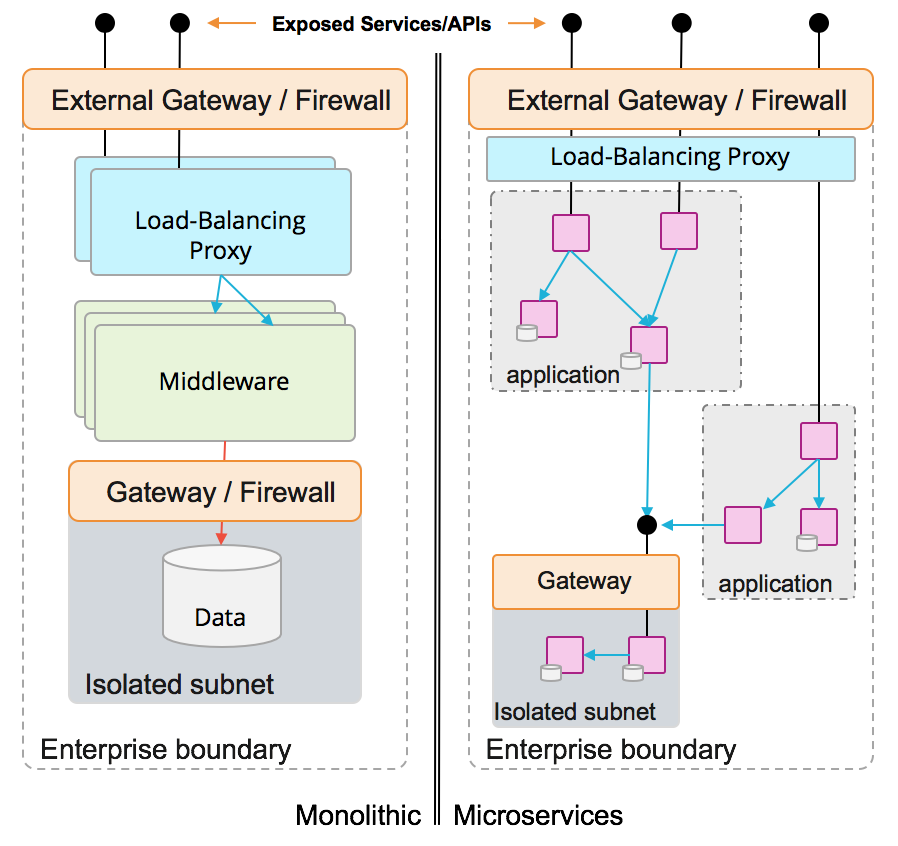 Exposed Services/APIs
External Gateway / Firewall
Load-Balancing
Proxy
Middleware
Gateway / Firewall
Data
Isolated subnet
Enterprise boundary
Monolithic
External Gateway / Firewall
Load-Balancing Proxy
application
application
Gateway
Isolated subnet
Enterprise boundary
Microservices